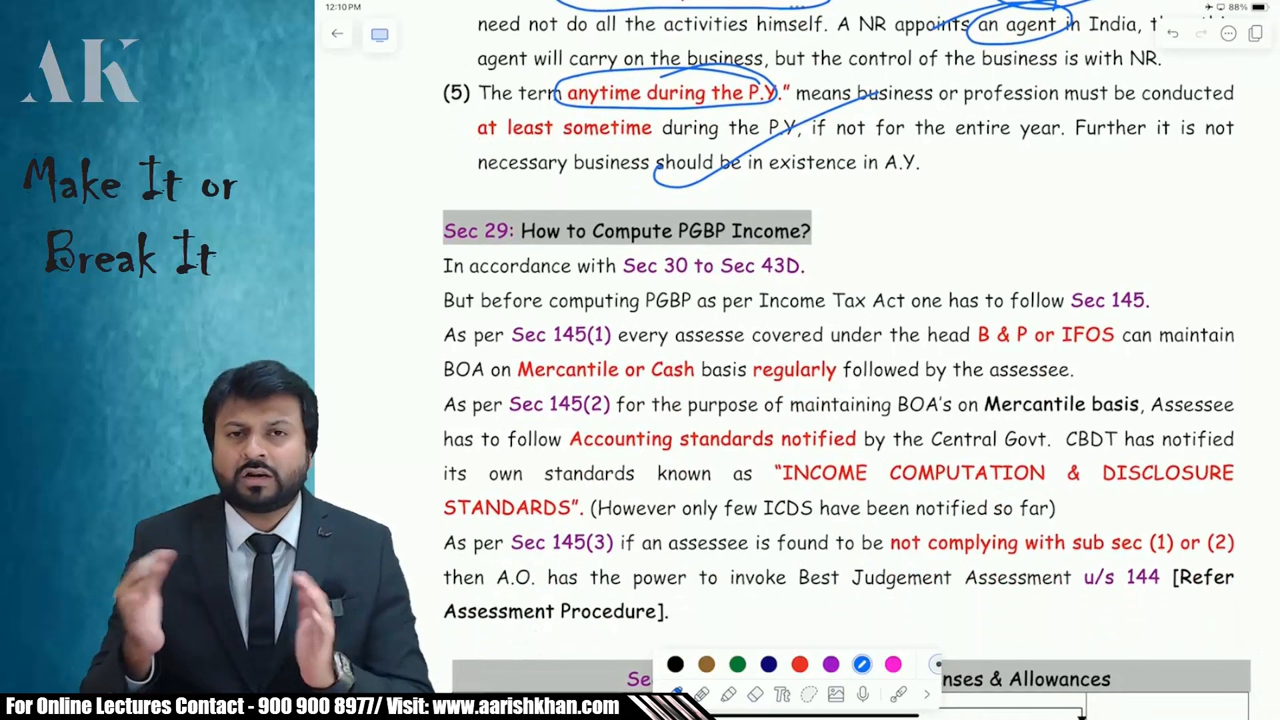 12:10PM
88%
AK
Make It or
Break It
need not do all the activities himself. A NR appoints an agent in India,
agent will carry on the business, but the control of the business is with NR.
(5) The term anytime during the P.Y." means business or profession must be conducted
at least sometime during the P.Y, if not for the entire year. Further it is not
necessary business should be in existence in A.Y.
Sec 29: How to Compute PGBP Income?
In accordance with Sec 30 to Sec 43D.
But before computing PGBP as per Income Tax Act one has to follow Sec 145.
As per Sec 145(1) every assesse covered under the head B & P or IFOS can maintain
BOA on Mercantile or Cash basis regularly followed by the assessee.
As per Sec 145(2) for the purpose of maintaining BOA's on Mercantile basis, Assessee
has to follow Accounting standards notified by the Central Govt. CBDT has notified
its own standards known as "INCOME COMPUTATION & DISCLOSURE
STANDARDS". (However only few ICDS have been notified so far)
As per Sec 145(3) if an assessee is found to be not complying with sub sec (1) or (2)
then A.O. has the power to invoke Best Judgement Assessment u/s 144 [Refer
Assessment Procedure].
& Allowances
Tt
For Online Lectures Contact - 900 900 8977/ Visit: www.aarishkhan.com